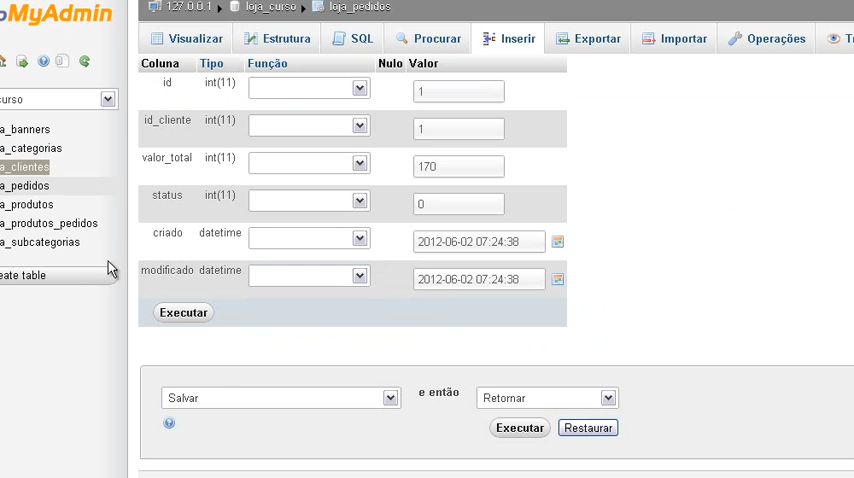 127.0.0.1 ▸ loja_curso ▸ loja_pedidos
oMyAdmin
Visualizar Estrutura SQL Procurar Inserir Exportar Importar Operações
curso
a_banners
a_categorias
a_clientes
a_pedidos
a_produtos
a_produtos_pedidos
a_subcategorias
eate table
Coluna Tipo Função Nulo Valor
id int(11) 1
id_cliente int(11) 1
valor_total int(11) 170
status int(11) 0
criado datetime 2012-06-02 07:24:38
modificado datetime 2012-06-02 07:24:38
Executar
Salvar e então Retornar
Executar Restaurar